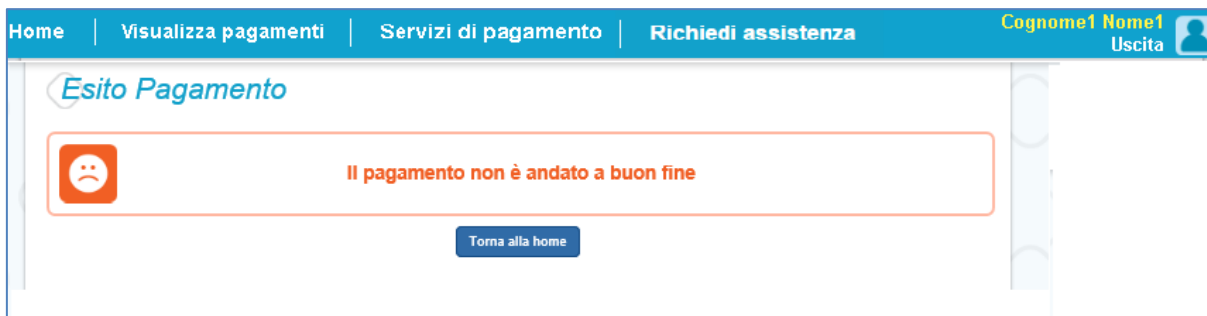 Home Visualizza pagamenti Servizi di pagamento Richiedi assistenza Cognome1 Nome1
Uscita
Esito Pagamento
Il pagamento non è andato a buon fine
Torna alla home